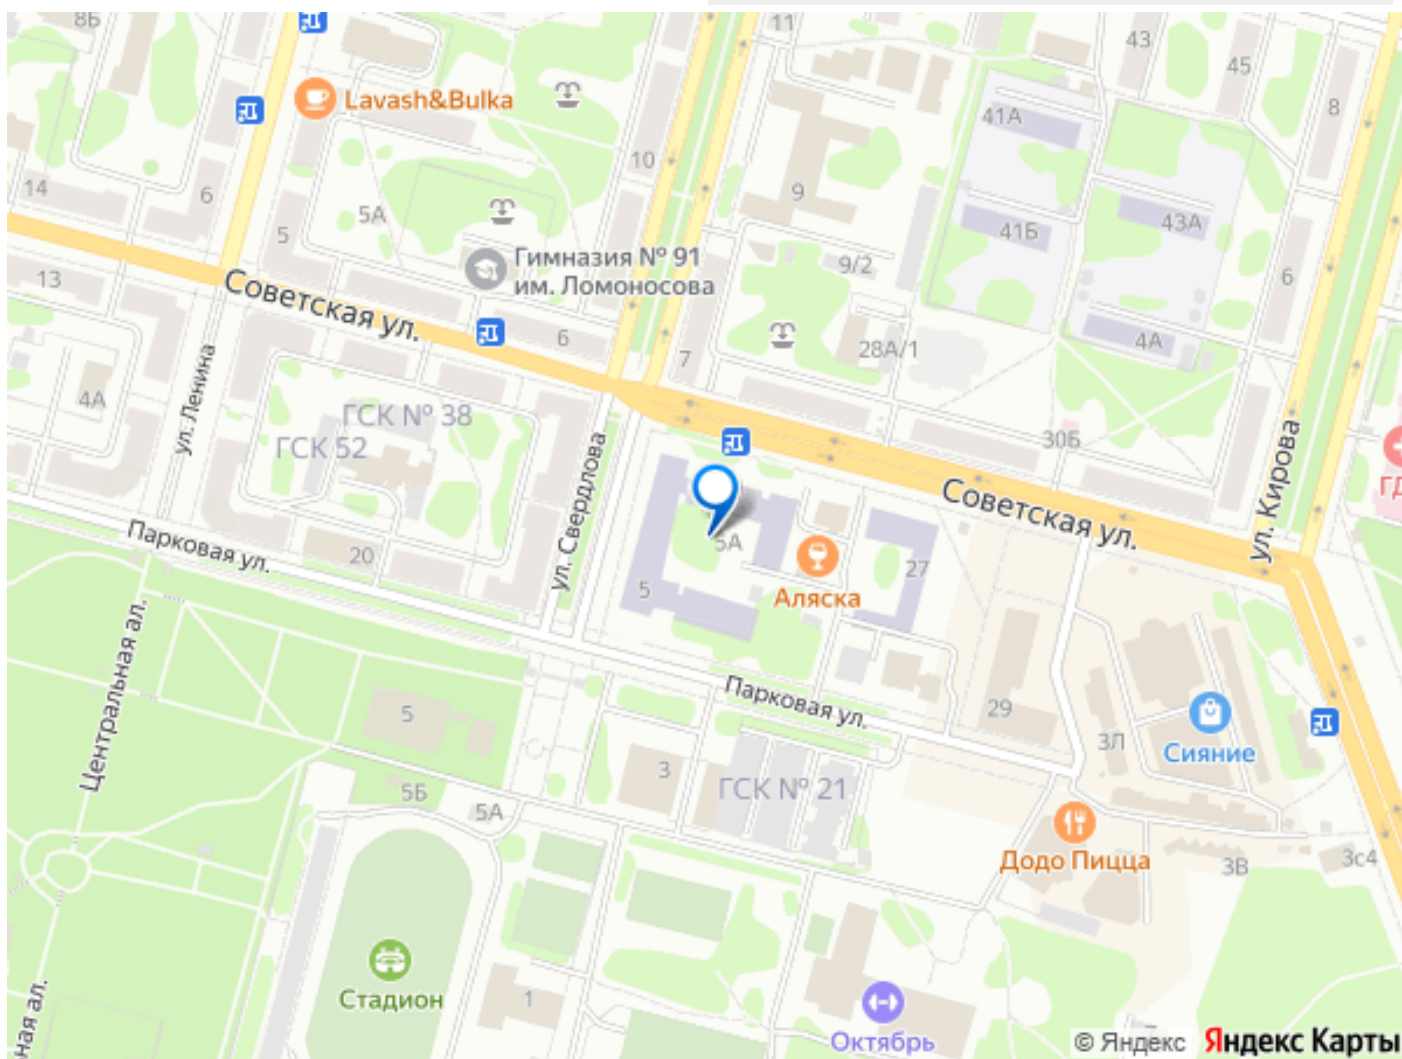 8Б
11
43
45
Lavash&Bulka
8
41А
10
14
6
5А
9
41Б
43А
5
Гимназия № 91
им. Ломоносова
9/2
6
13
Советская ул.
6
7
28А/1
4А
ул. Ленина
4А
ГСК № 38
ГСК 52
30Б
ул. Свердлова
Советская ул.
ул. Кирова
Парковая ул.
20
5А
Аляска
27
5
Центральная ал.
Парковая ул.
5
29
3Л
Сияние
3
ГСК № 21
5Б
5А
Додо Пицца
3В
3с4
Стадион
1
Октябрь
© Яндекс Яндекс Карты